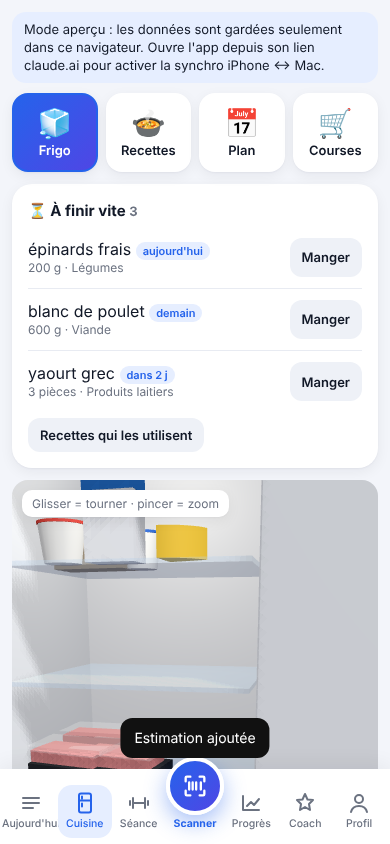 Mode aperçu : les données sont gardées seulement
dans ce navigateur. Ouvre l'app depuis son lien
claude.ai pour activer la synchro iPhone ↔ Mac.
Frigo
Recettes
Plan
Courses
À finir vite 3
épinards frais aujourd'hui
200 g · Légumes
Manger
blanc de poulet demain
600 g · Viande
Manger
yaourt grec dans 2 j
3 pièces · Produits laitiers
Manger
Recettes qui les utilisent
Glisser = tourner · pincer = zoom
Estimation ajoutée
Aujourd'hu
Cuisine
Séance
Scanner
Progrès
Coach
Profil